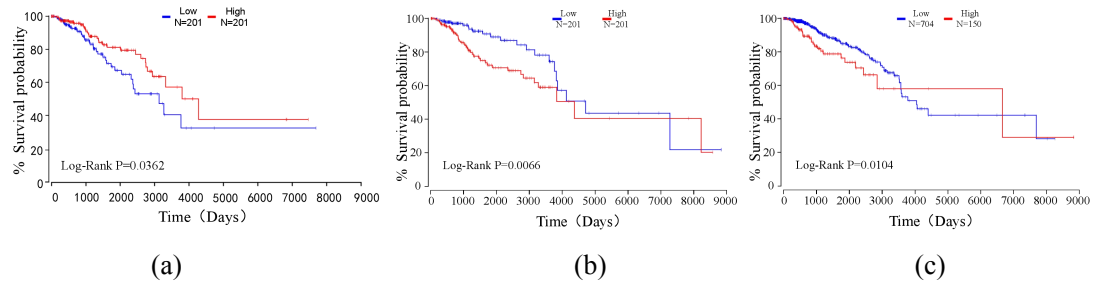 Low
N=201
High
N=201
% Survival probability
100
80
60
40
20
0
Log-Rank P=0.0362
0
1000
2000
3000
4000
5000
6000
7000
8000
9000
Time（Days）
(a)
Low
N=201
High
N=201
% Survival probability
100
80
60
40
20
0
Log-Rank P=0.0066
0
1000
2000
3000
4000
5000
6000
7000
8000
9000
Time（Days）
(b)
Low
N=704
High
N=150
% Survival probability
100
80
60
40
20
0
Log-Rank P=0.0104
0
1000
2000
3000
4000
5000
6000
7000
8000
9000
Time（Days）
(c)